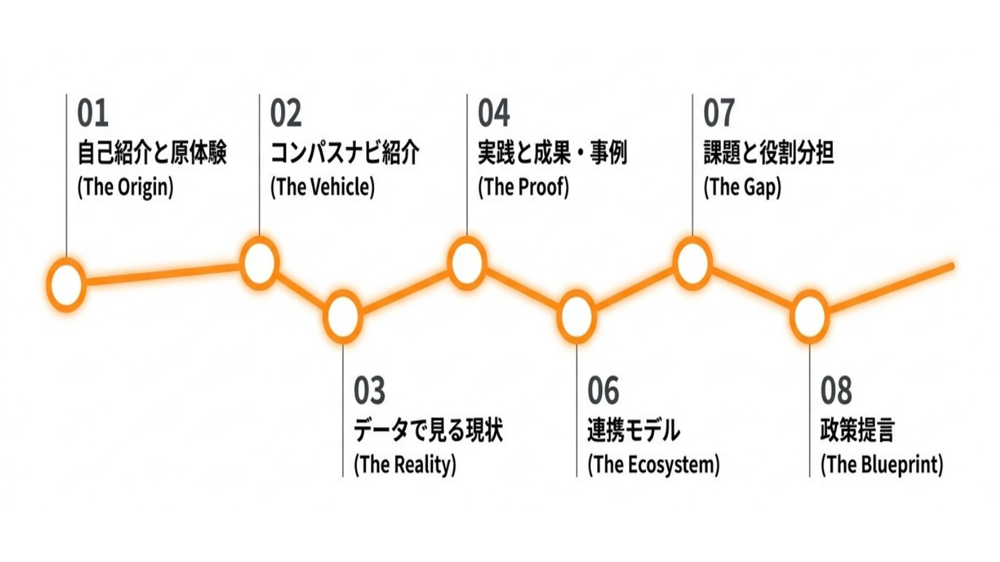 01
自己紹介と原体験
(The Origin)
02
コンパスナビ紹介
(The Vehicle)
03
データで見る現状
(The Reality)
04
実践と成果・事例
(The Proof)
06
連携モデル
(The Ecosystem)
07
課題と役割分担
(The Gap)
08
政策提言
(The Blueprint)